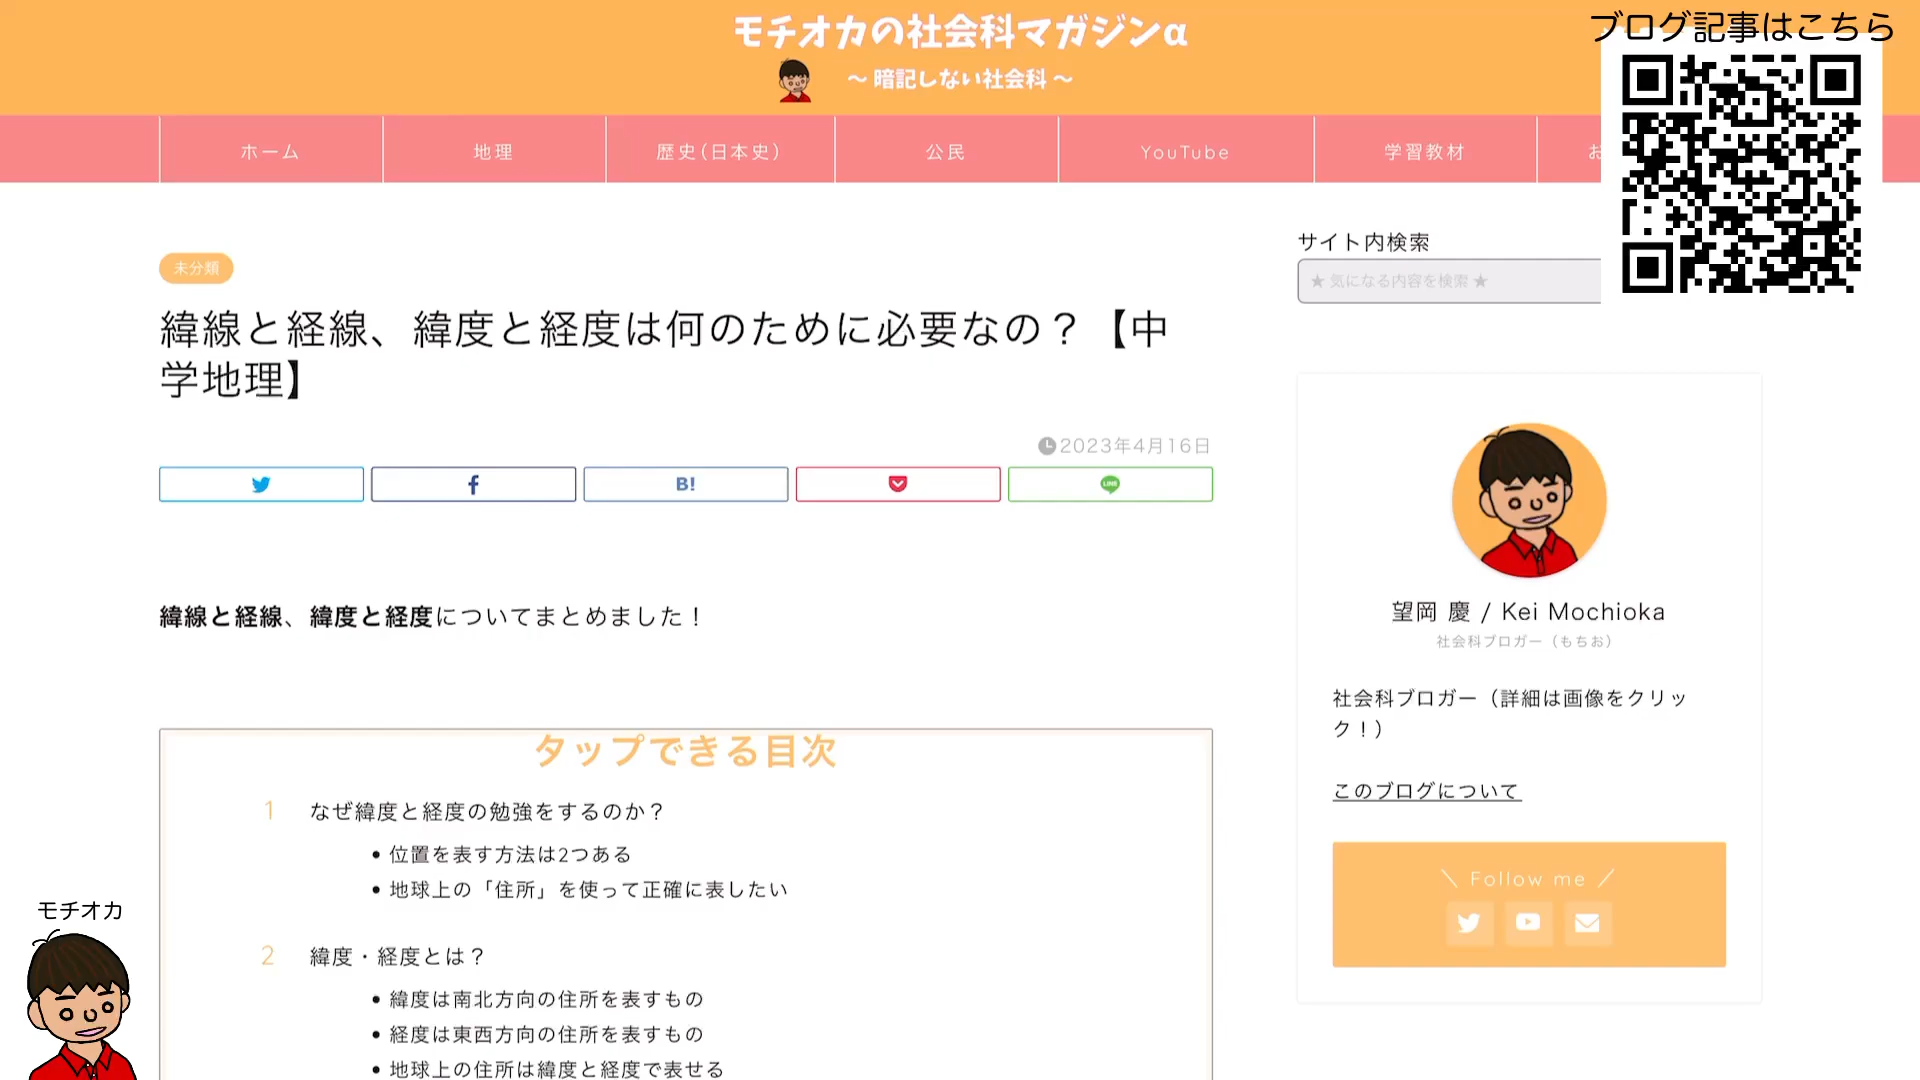 モチオカの社会科マガジンα
～ 暗記しない社会科 ～
ブログ記事はこちら
ホーム
地理
歴史(日本史)
公民
YouTube
学習教材
お
未分類
緯線と経線、緯度と経度は何のために必要なの？【中
学地理】
2023年4月16日
B!
LINE
緯線と経線、緯度と経度についてまとめました！
タップできる目次
1 なぜ緯度と経度の勉強をするのか？
• 位置を表す方法は2つある
• 地球上の「住所」を使って正確に表したい
2 緯度・経度とは？
• 緯度は南北方向の住所を表すもの
• 経度は東西方向の住所を表すもの
• 地球上の住所は緯度と経度で表せる
サイト内検索
★ 気になる内容を検索 ★
望岡 慶 / Kei Mochioka
社会科ブロガー（もちお）
社会科ブロガー（詳細は画像をクリッ
ク！）
このブログについて
＼ Follow me ／
モチオカ